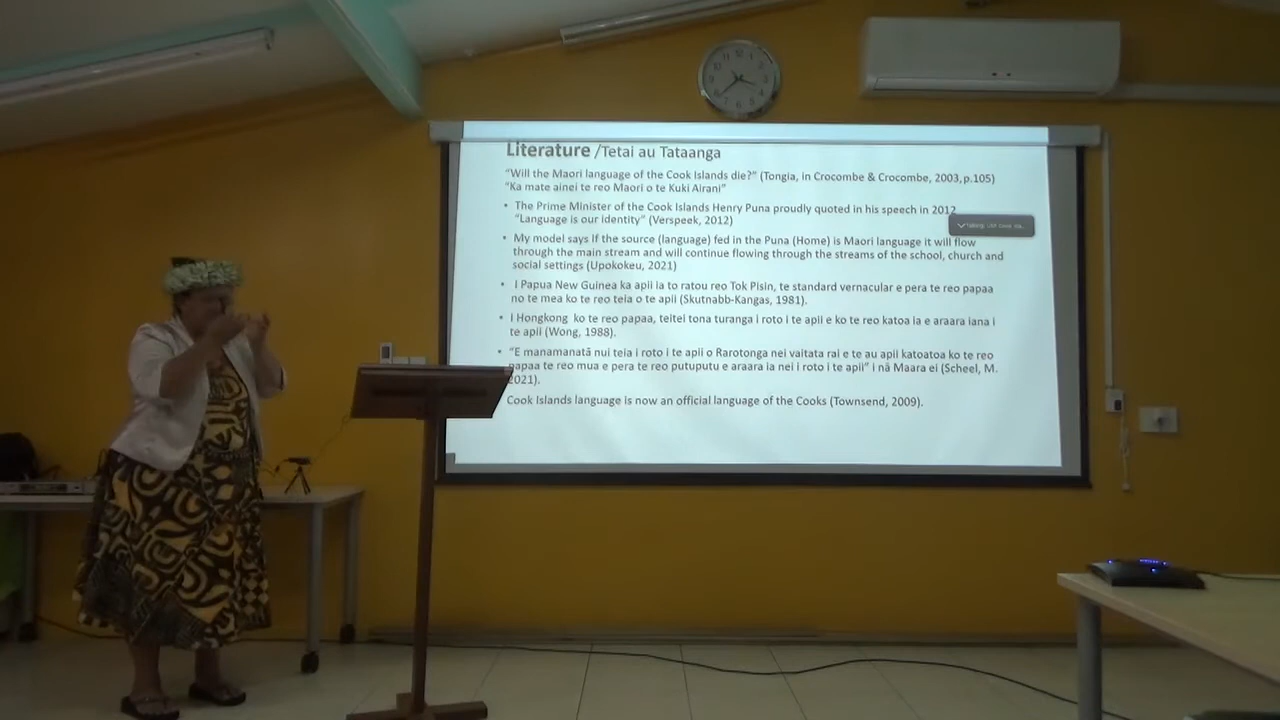 Literature /Tetai au Tataanga
“Will the Maori language of the Cook Islands die?” (Tongia, in Crocombe & Crocombe, 2003, p.105)
“Ka mate ainei te reo Maori o te Kuki Airani”
• The Prime Minister of the Cook Islands Henry Puna proudly quoted in his speech in 2012
“Language is our identity” (Verspeek, 2012)
• My model says If the source (language) fed in the Puna (Home) is Maori language it will flow
through the main stream and will continue flowing through the streams of the school, church and
social settings (Upokokeu, 2021)
• I Papua New Guinea ka apii ia to ratou reo Tok Pisin, te standard vernacular e pera te reo papaa
no te mea ko te reo teia o te apii (Skutnabb-Kangas, 1981).
• I Hongkong ko te reo papaa, teitei tona turanga i roto i te apii e ko te reo katoa ia e araara iana i
te apii (Wong, 1988).
• “E manamanatā nui teia i roto i te apii o Rarotonga nei vaitata rai e te au apii katoatoa ko te reo
papaa te reo mua e pera te reo putuputu e araara ia nei i roto i te apii” i nā Maara ei (Scheel, M.
2021).
Cook Islands language is now an official language of the Cooks (Townsend, 2009).